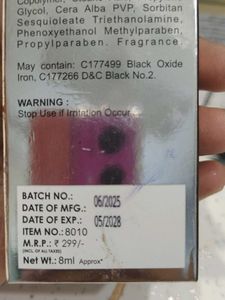 Copolymer,
Glycol, Cera Alba PVP, Sorbitan
Sesquioleate Triethanolamine,
Phenoxyethanol Methylparaben,
Propylparaben. Fragrance
May contain: C177499 Black Oxide
Iron, C177266 D&C Black No.2.
WARNING :
Stop Use if Irritation Occur
BATCH NO.:
DATE OF MFG.: 06/2025
DATE OF EXP.: 05/2028
ITEM NO.: 8010
M.R.P.: ₹ 299/-
(INCL. OF ALL TAXES)
Net Wt.: 8ml Approx*